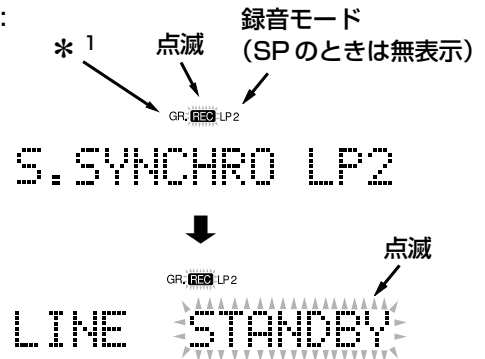 :
録音モード
*1 点滅 (SPのときは無表示)
GR. REC LP2
S.SYNCHRO LP2
点滅
GR. REC LP2
LINE STANDBY